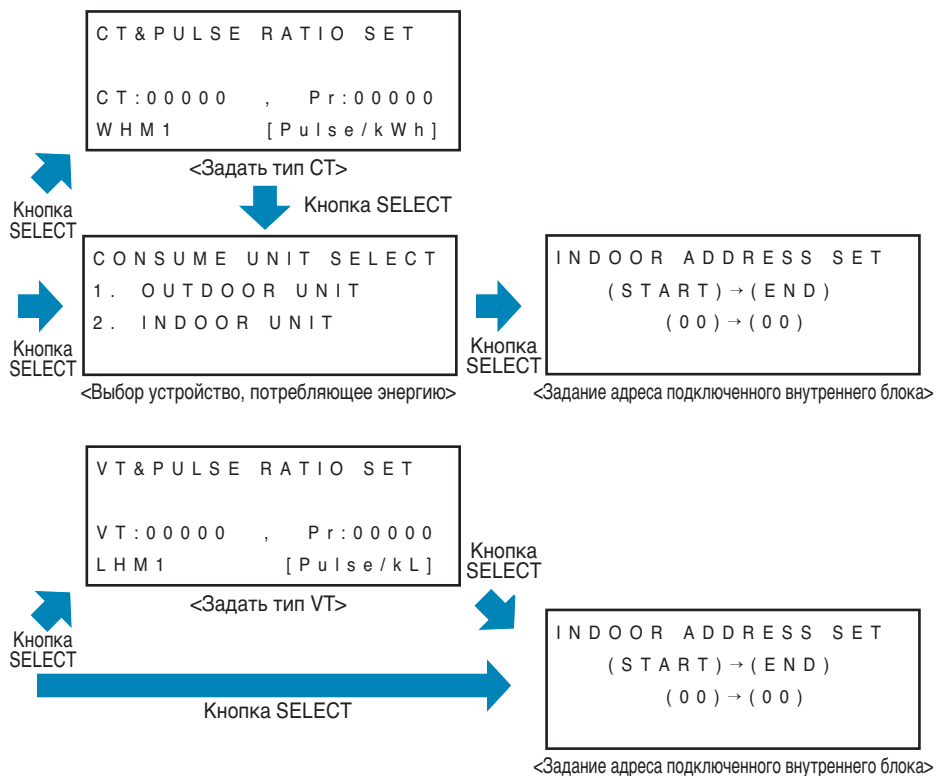 CT&PULSE RATIO SET
CT:00000 , Pr:00000
WHM1 [Pulse/kWh]
<Задать тип CT>
Кнопка
SELECT
Кнопка SELECT
CONSUME UNIT SELECT
1. OUTDOOR UNIT
2. INDOOR UNIT
Кнопка
SELECT
<Выбор устройство, потребляющее энергию>
Кнопка
SELECT
INDOOR ADDRESS SET
(START)→(END)
(00)→(00)
<Задание адреса подключенного внутреннего блока>
VT&PULSE RATIO SET
VT:00000 , Pr:00000
LHM1 [Pulse/kL]
<Задать тип VT>
Кнопка
SELECT
Кнопка
SELECT
Кнопка SELECT
INDOOR ADDRESS SET
(START)→(END)
(00)→(00)
<Задание адреса подключенного внутреннего блока>